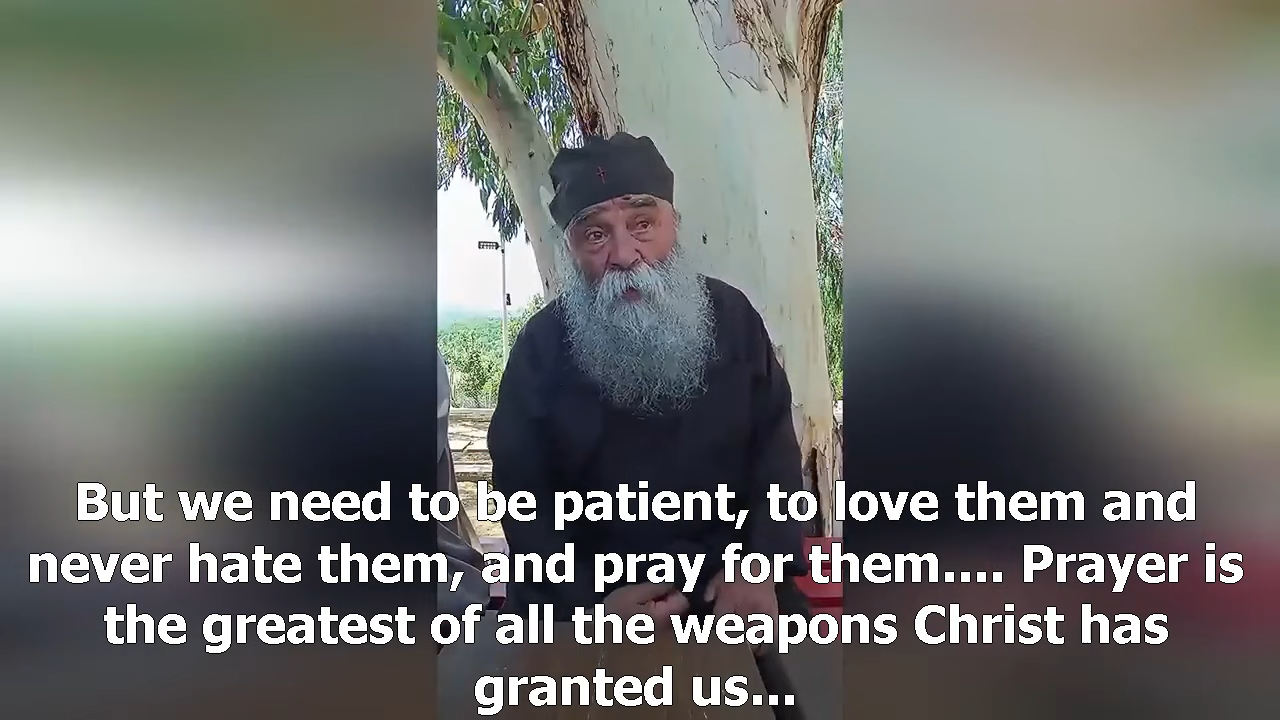 But we need to be patient, to love them and
never hate them, and pray for them.... Prayer is
the greatest of all the weapons Christ has
granted us...